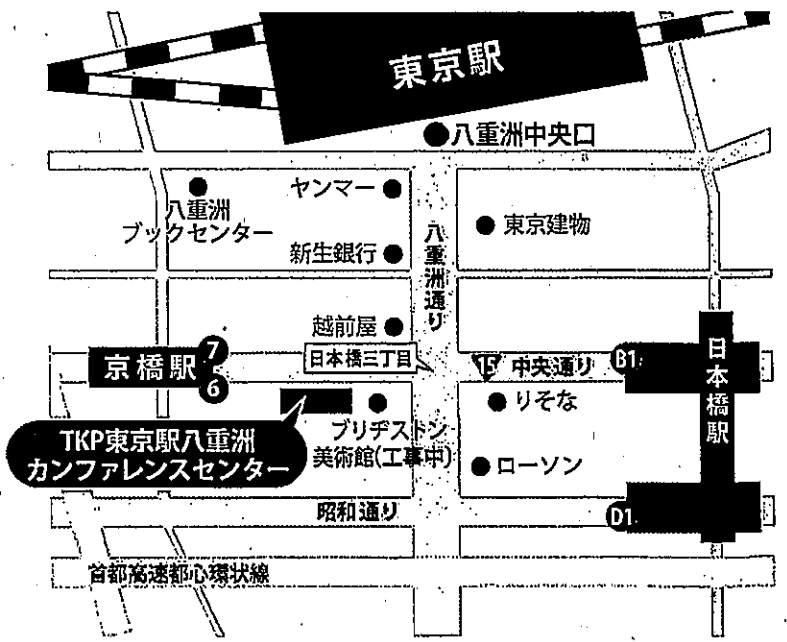 東京駅
八重洲中央口
ヤンマー
八重洲
ブックセンター
東京建物
新生銀行
八重洲通り
越前屋
日本橋三丁目
京橋駅
7
6
15
中央通り
B1
日本橋駅
りそな
ブリヂストン
美術館(工事中)
TKP東京駅八重洲
カンファレンスセンター
ローソン
昭和通り
D1
首都高速都心環状線